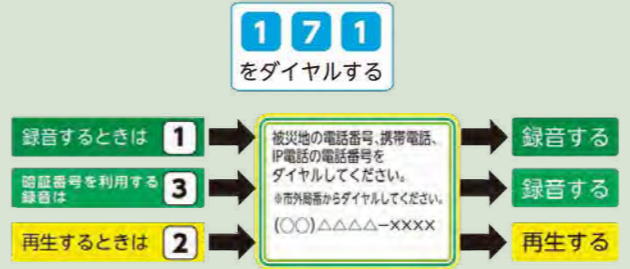 171
をダイヤルする
録音するときは 1
暗証番号を利用する
録音は 3
再生するときは 2
被災地の電話番号、携帯電話、
IP電話の電話番号を
ダイヤルしてください。
※市外局番からダイヤルしてください。
(○○)△△△△−××××
録音する
録音する
再生する